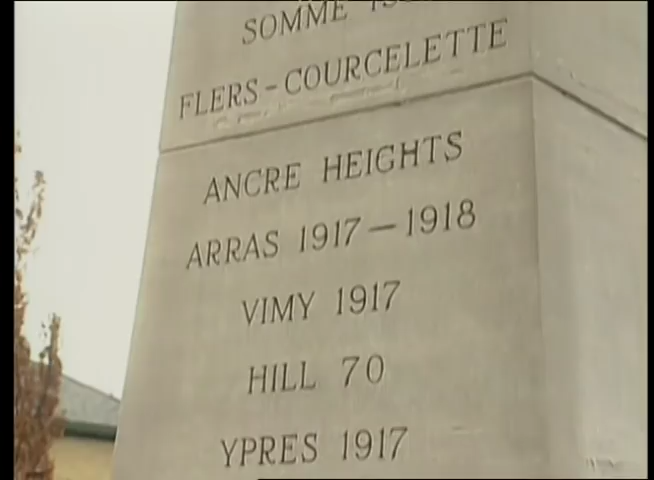 SOMME
FLERS-COURCELETTE
ANCRE HEIGHTS
ARRAS 1917-1918
VIMY 1917
HILL 70
YPRES 1917